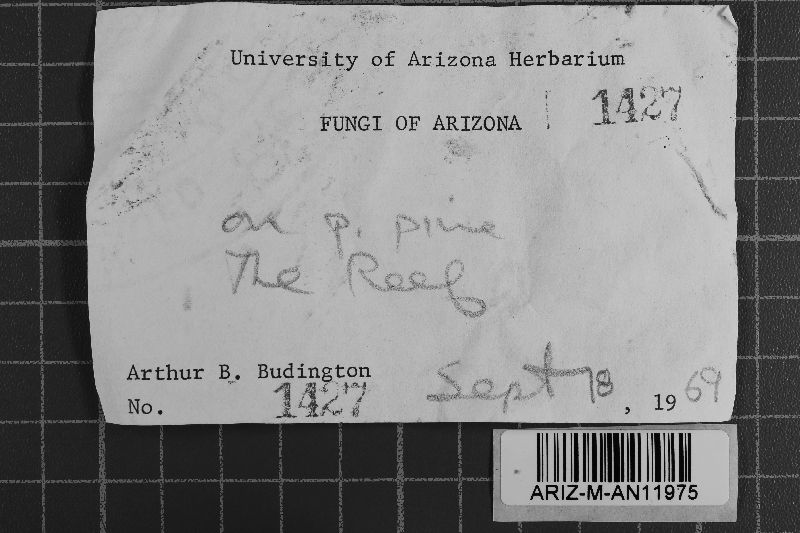 University of Arizona Herbarium
FUNGI OF ARIZONA 1427
on p. pine
The Reef
Arthur B. Budington
No. 1427 Sept 18, 1969
ARIZ-M-AN11975